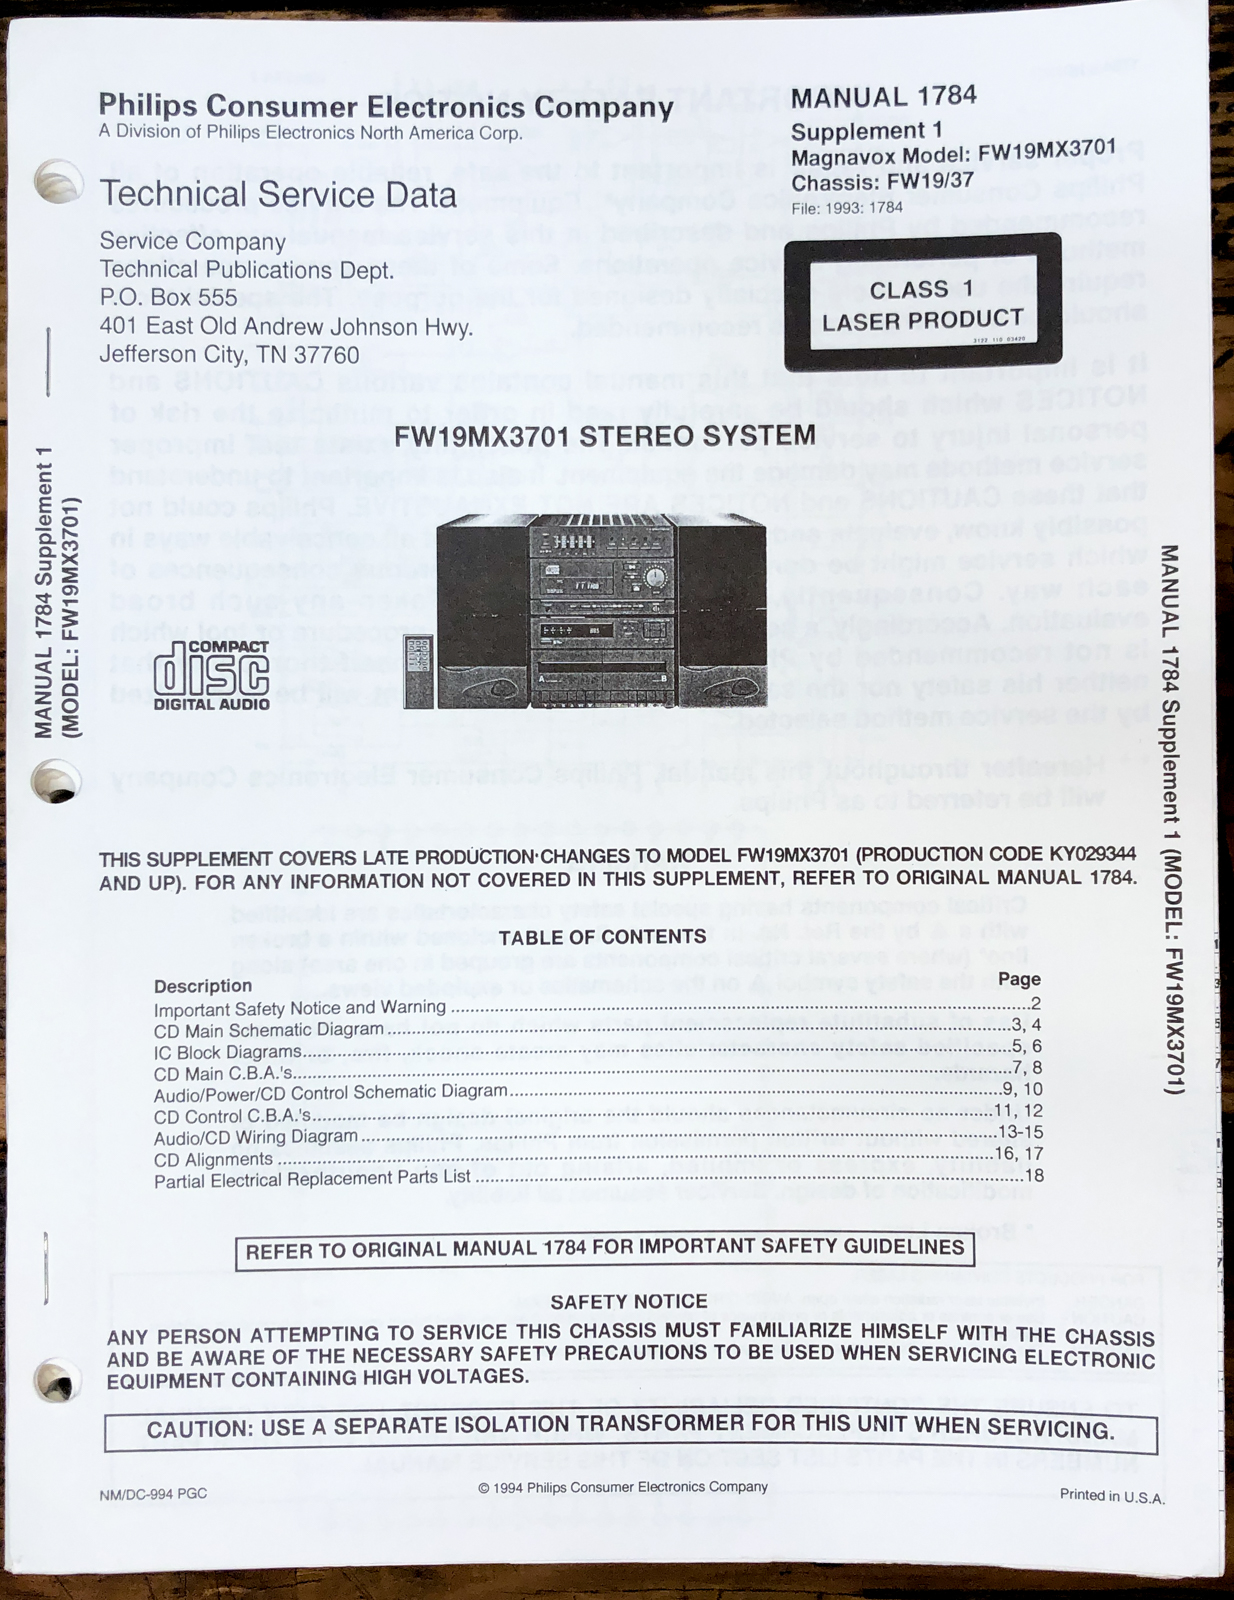 Philips Consumer Electronics Company
A Division of Philips Electronics North America Corp.
Technical Service Data
Service Company
Technical Publications Dept.
P.O. Box 555
401 East Old Andrew Johnson Hwy.
Jefferson City, TN 37760
MANUAL 1784
Supplement 1
Magnavox Model: FW19MX3701
Chassis: FW19/37
File: 1993: 1784
CLASS 1
LASER PRODUCT
3122 110 03420
FW19MX3701 STEREO SYSTEM
MANUAL 1784 Supplement 1
(MODEL: FW19MX3701)
COMPACT
disc
DIGITAL AUDIO
A B
MANUAL 1784 Supplement 1 (MODEL: FW19MX3701)
THIS SUPPLEMENT COVERS LATE PRODUCTION CHANGES TO MODEL FW19MX3701 (PRODUCTION CODE KY029344
AND UP). FOR ANY INFORMATION NOT COVERED IN THIS SUPPLEMENT, REFER TO ORIGINAL MANUAL 1784.
TABLE OF CONTENTS
Description Page
Important Safety Notice and Warning ... 2
CD Main Schematic Diagram ... 3, 4
IC Block Diagrams ... 5, 6
CD Main C.B.A.'s ... 7, 8
Audio/Power/CD Control Schematic Diagram ... 9, 10
CD Control C.B.A.'s ... 11, 12
Audio/CD Wiring Diagram ... 13-15
CD Alignments ... 16, 17
Partial Electrical Replacement Parts List ... 18
REFER TO ORIGINAL MANUAL 1784 FOR IMPORTANT SAFETY GUIDELINES
SAFETY NOTICE
ANY PERSON ATTEMPTING TO SERVICE THIS CHASSIS MUST FAMILIARIZE HIMSELF WITH THE CHASSIS
AND BE AWARE OF THE NECESSARY SAFETY PRECAUTIONS TO BE USED WHEN SERVICING ELECTRONIC
EQUIPMENT CONTAINING HIGH VOLTAGES.
CAUTION: USE A SEPARATE ISOLATION TRANSFORMER FOR THIS UNIT WHEN SERVICING.
NM/DC-994 PGC
© 1994 Philips Consumer Electronics Company
Printed in U.S.A.